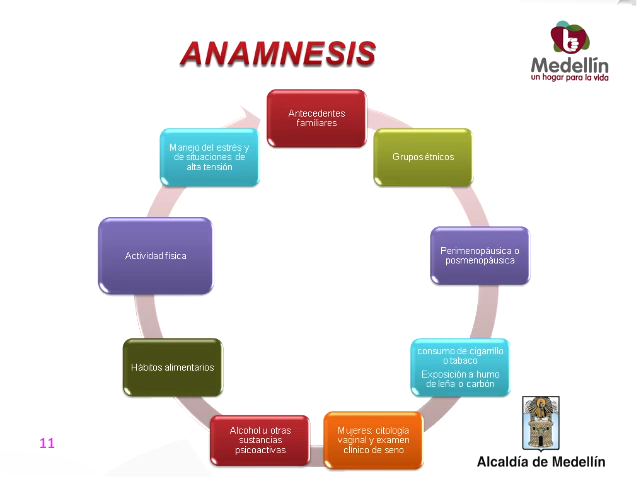 ANAMNESIS
Medellín
un hogar para la vida
Antecedentes
familiares
Grupos étnicos
Perimenopáusica o
posmenopáusica
consumo de cigarrillo
o tabaco
Exposición a humo
de leña o carbón
Mujeres: citología
vaginal y examen
clínico de seno
Alcohol u otras
sustancias
psicoactivas
Hábitos alimentarios
Actividad física
Manejo del estrés y
de situaciones de
alta tensión
11
Alcaldía de Medellín